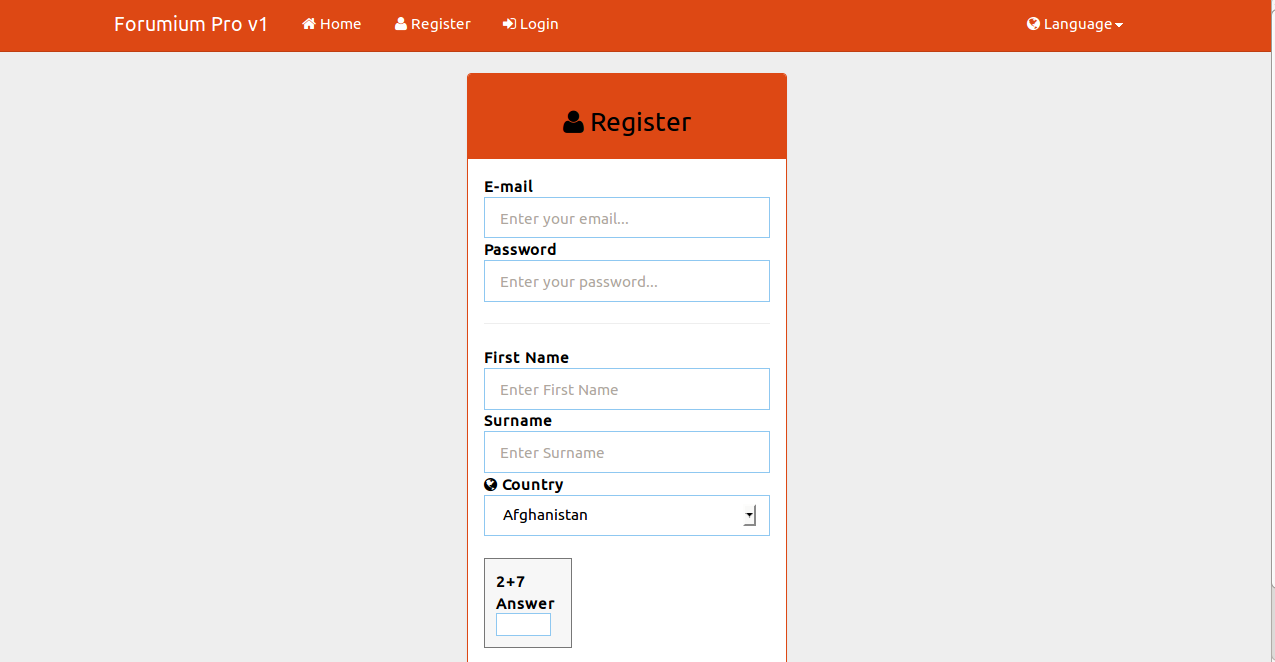 Forumium Pro v1 Home Register Login Language
Register
E-mail
Enter your email...
Password
Enter your password...
First Name
Enter First Name
Surname
Enter Surname
Country
Afghanistan
2+7
Answer